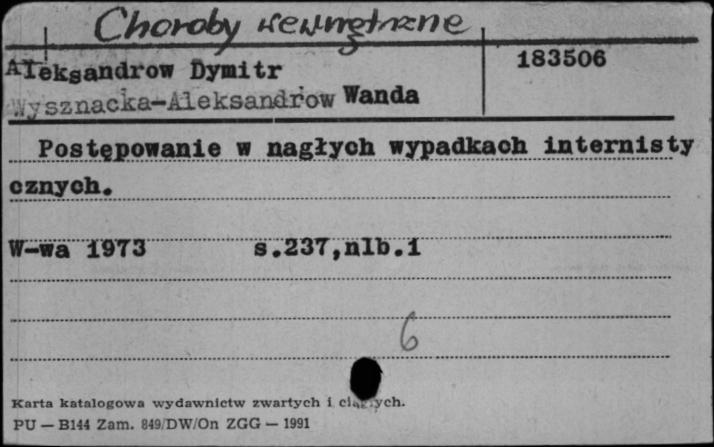 Choroby wewnętrzne
Aleksandrow Dymitr
183506
Wysznacka-Aleksandrow Wanda
Postępowanie w nagłych wypadkach internisty
cznych.
W-wa 1973 s.237,nlb.1
6
Karta katalogowa wydawnictw zwartych i ciągłych.
PU — B144 Zam. 849/DW/On ZGG — 1991